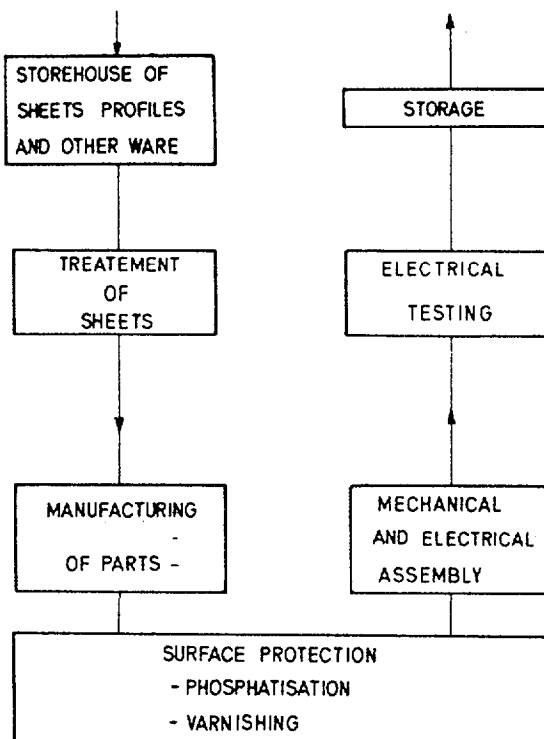 STOREHOUSE OF
SHEETS PROFILES
AND OTHER WARE
TREATEMENT
OF
SHEETS
MANUFACTURING
-
OF PARTS -
SURFACE PROTECTION
- PHOSPHATISATION
- VARNISHING
MECHANICAL
AND ELECTRICAL
ASSEMBLY
ELECTRICAL
TESTING
STORAGE